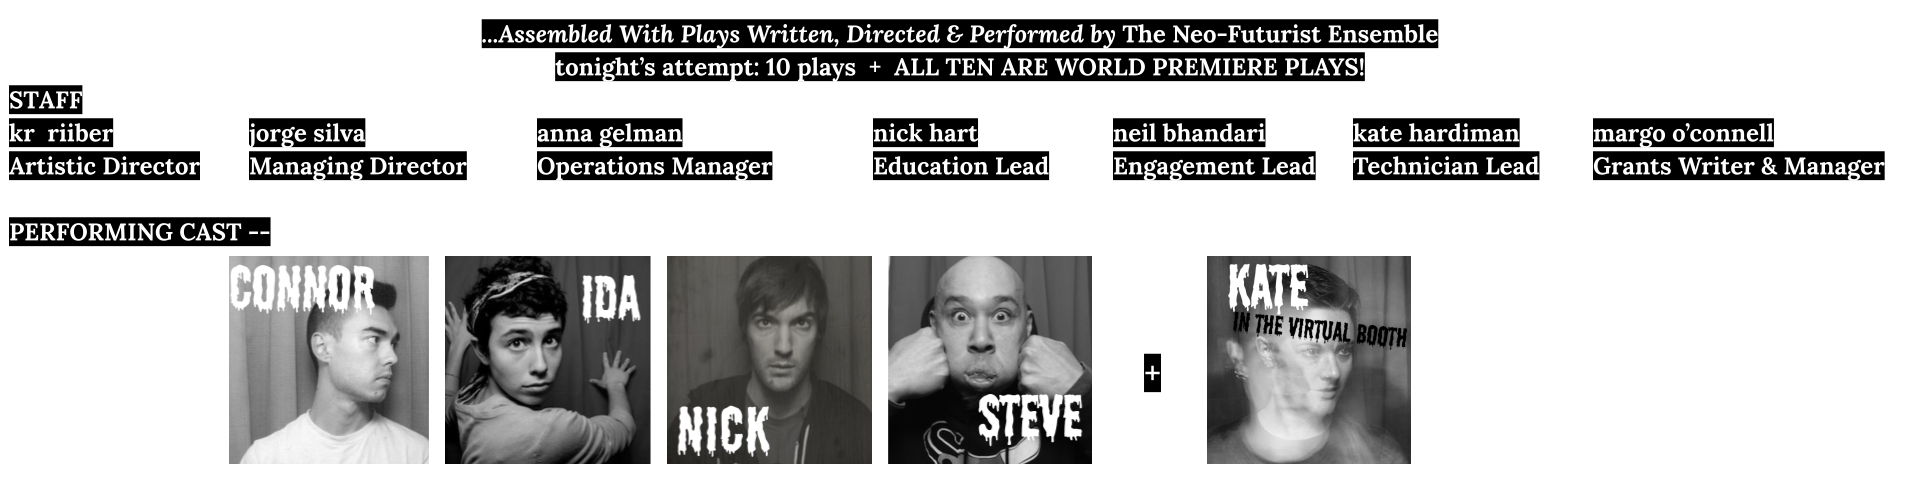 ...Assembled With Plays Written, Directed & Performed by The Neo-Futurist Ensemble
tonight’s attempt: 10 plays + ALL TEN ARE WORLD PREMIERE PLAYS!
STAFF
kr riiber jorge silva anna gelman nick hart neil bhandari kate hardiman margo o’connell
Artistic Director Managing Director Operations Manager Education Lead Engagement Lead Technician Lead Grants Writer & Manager
PERFORMING CAST --
CONNOR
IDA
NICK
STEVE
+
KATE
IN THE VIRTUAL BOOTH